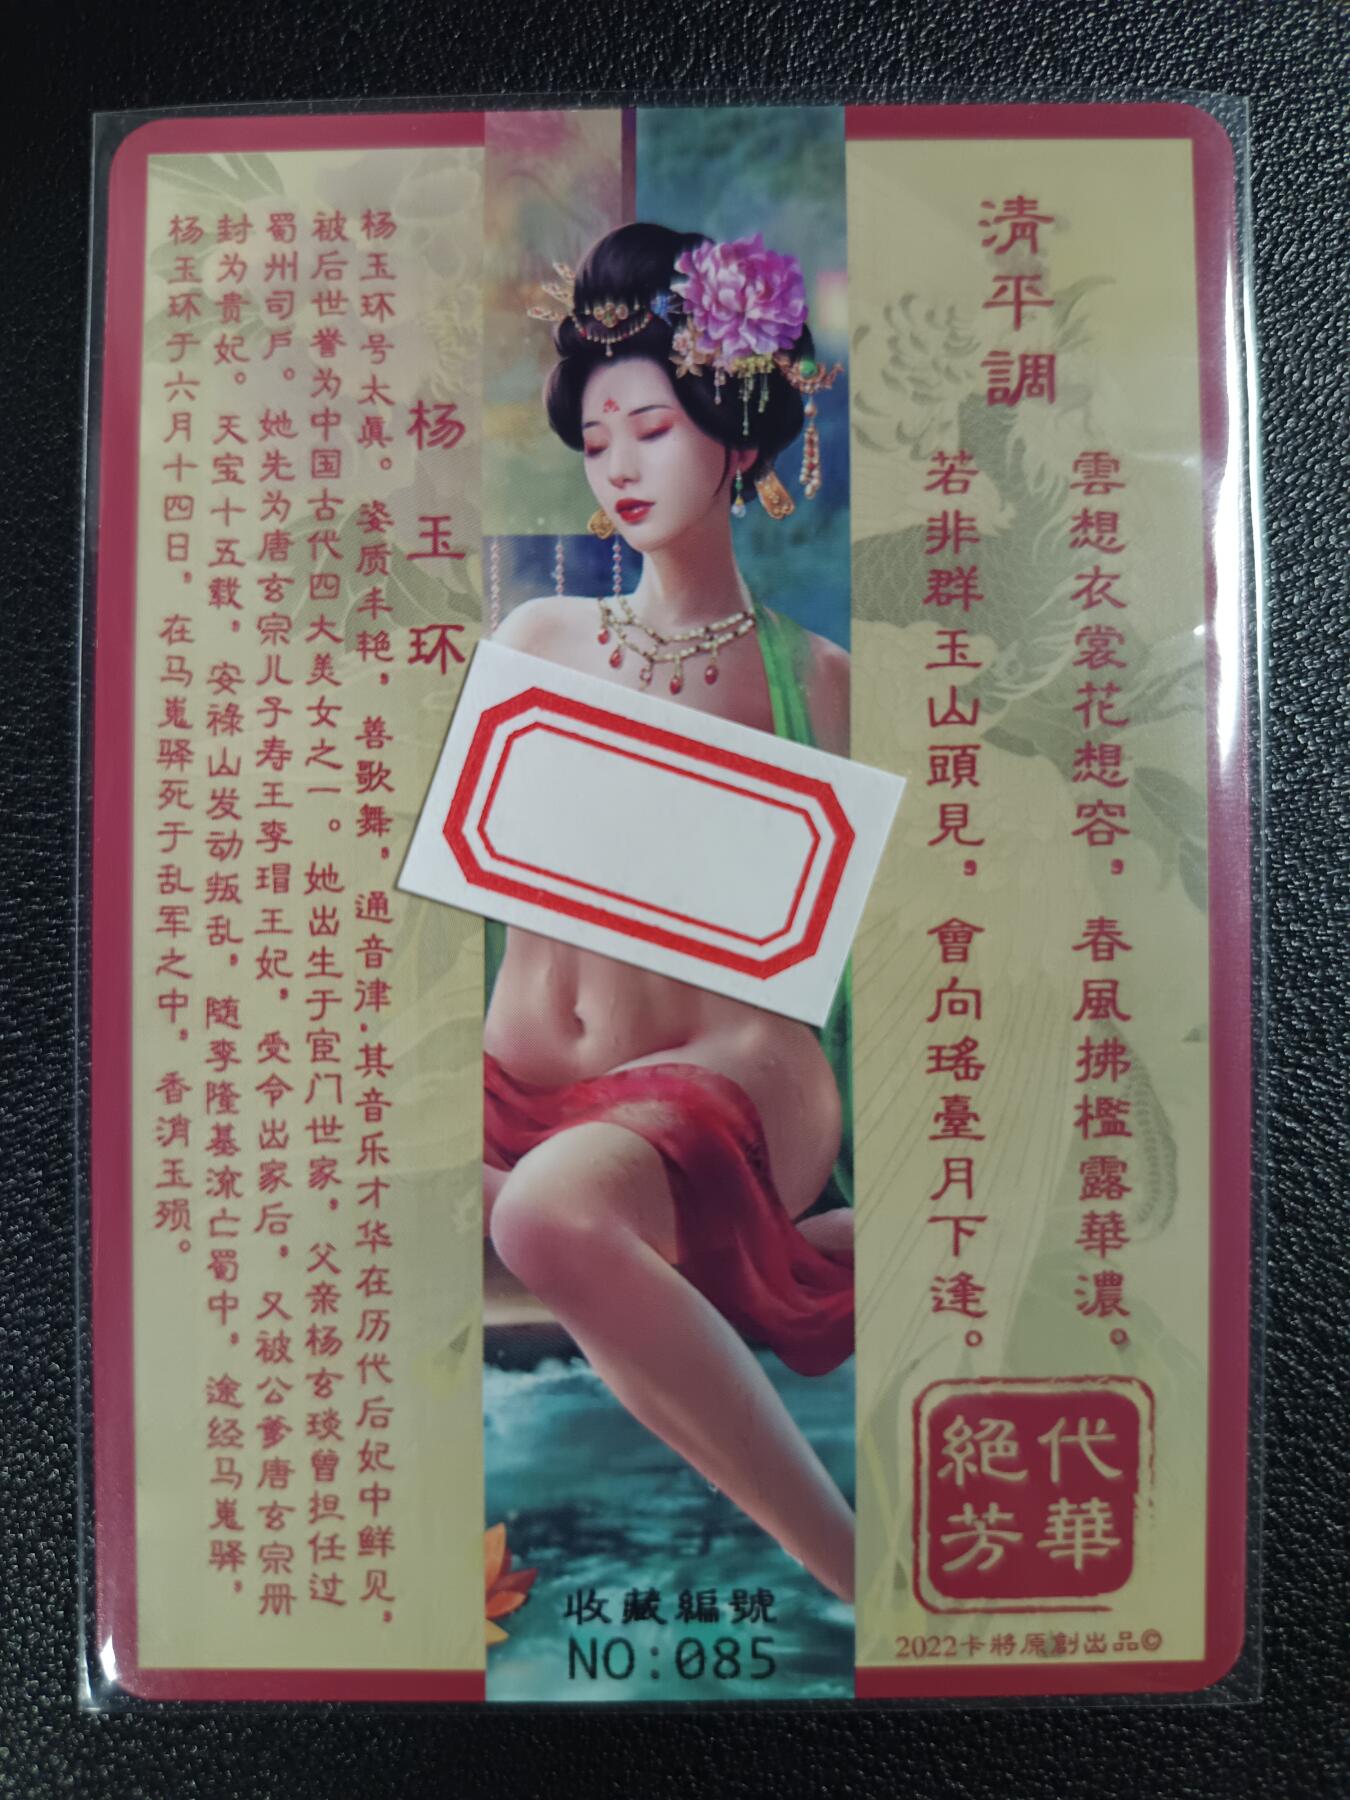 清平調
雲想衣裳花想容，春風拂檻露華濃。
若非群玉山頭見，會向瑤臺月下逢。
代華
絕芳
2022卡將原創出品©
收藏編號
NO:085
杨玉环
杨玉环号太真。姿质丰艳，善歌舞，通音律，其音乐才华在历代后妃中鲜见，
被后世誉为中国古代四大美女之一。她出生于宦门世家，父亲杨玄琰曾担任过
蜀州司戶。她先为唐玄宗儿子寿王李瑁王妃，受令出家后，又被公爹唐玄宗册
封为贵妃。天宝十五载，安禄山发动叛乱，随李隆基流亡蜀中，途经马嵬驿，
杨玉环于六月十四日，在马嵬驿死于乱军之中，香消玉殒。